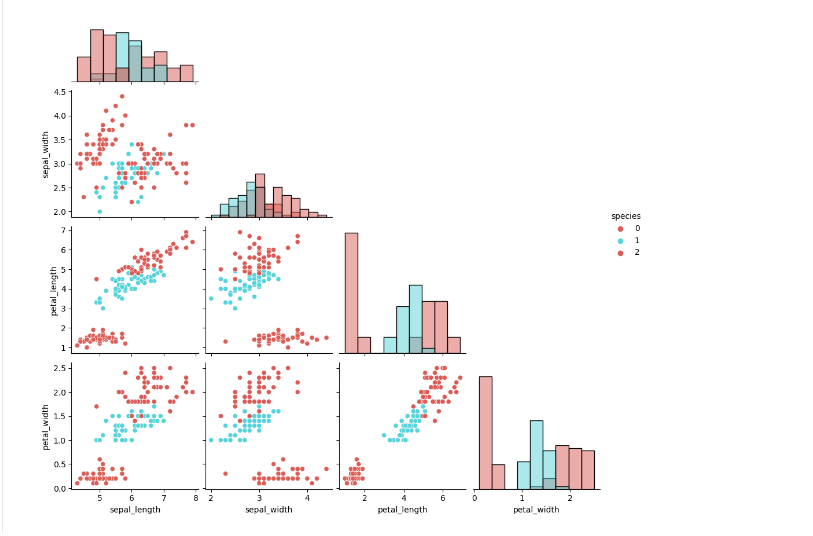 4.5
4.0
3.5
3.0
2.5
2.0
sepal_width
7
6
5
4
3
2
1
petal_length
species
0
1
2
2.5
2.0
1.5
1.0
0.5
0.0
petal_width
5 6 7 8
sepal_length
2 3 4
sepal_width
2 4 6
petal_length
0 1 2
petal_width